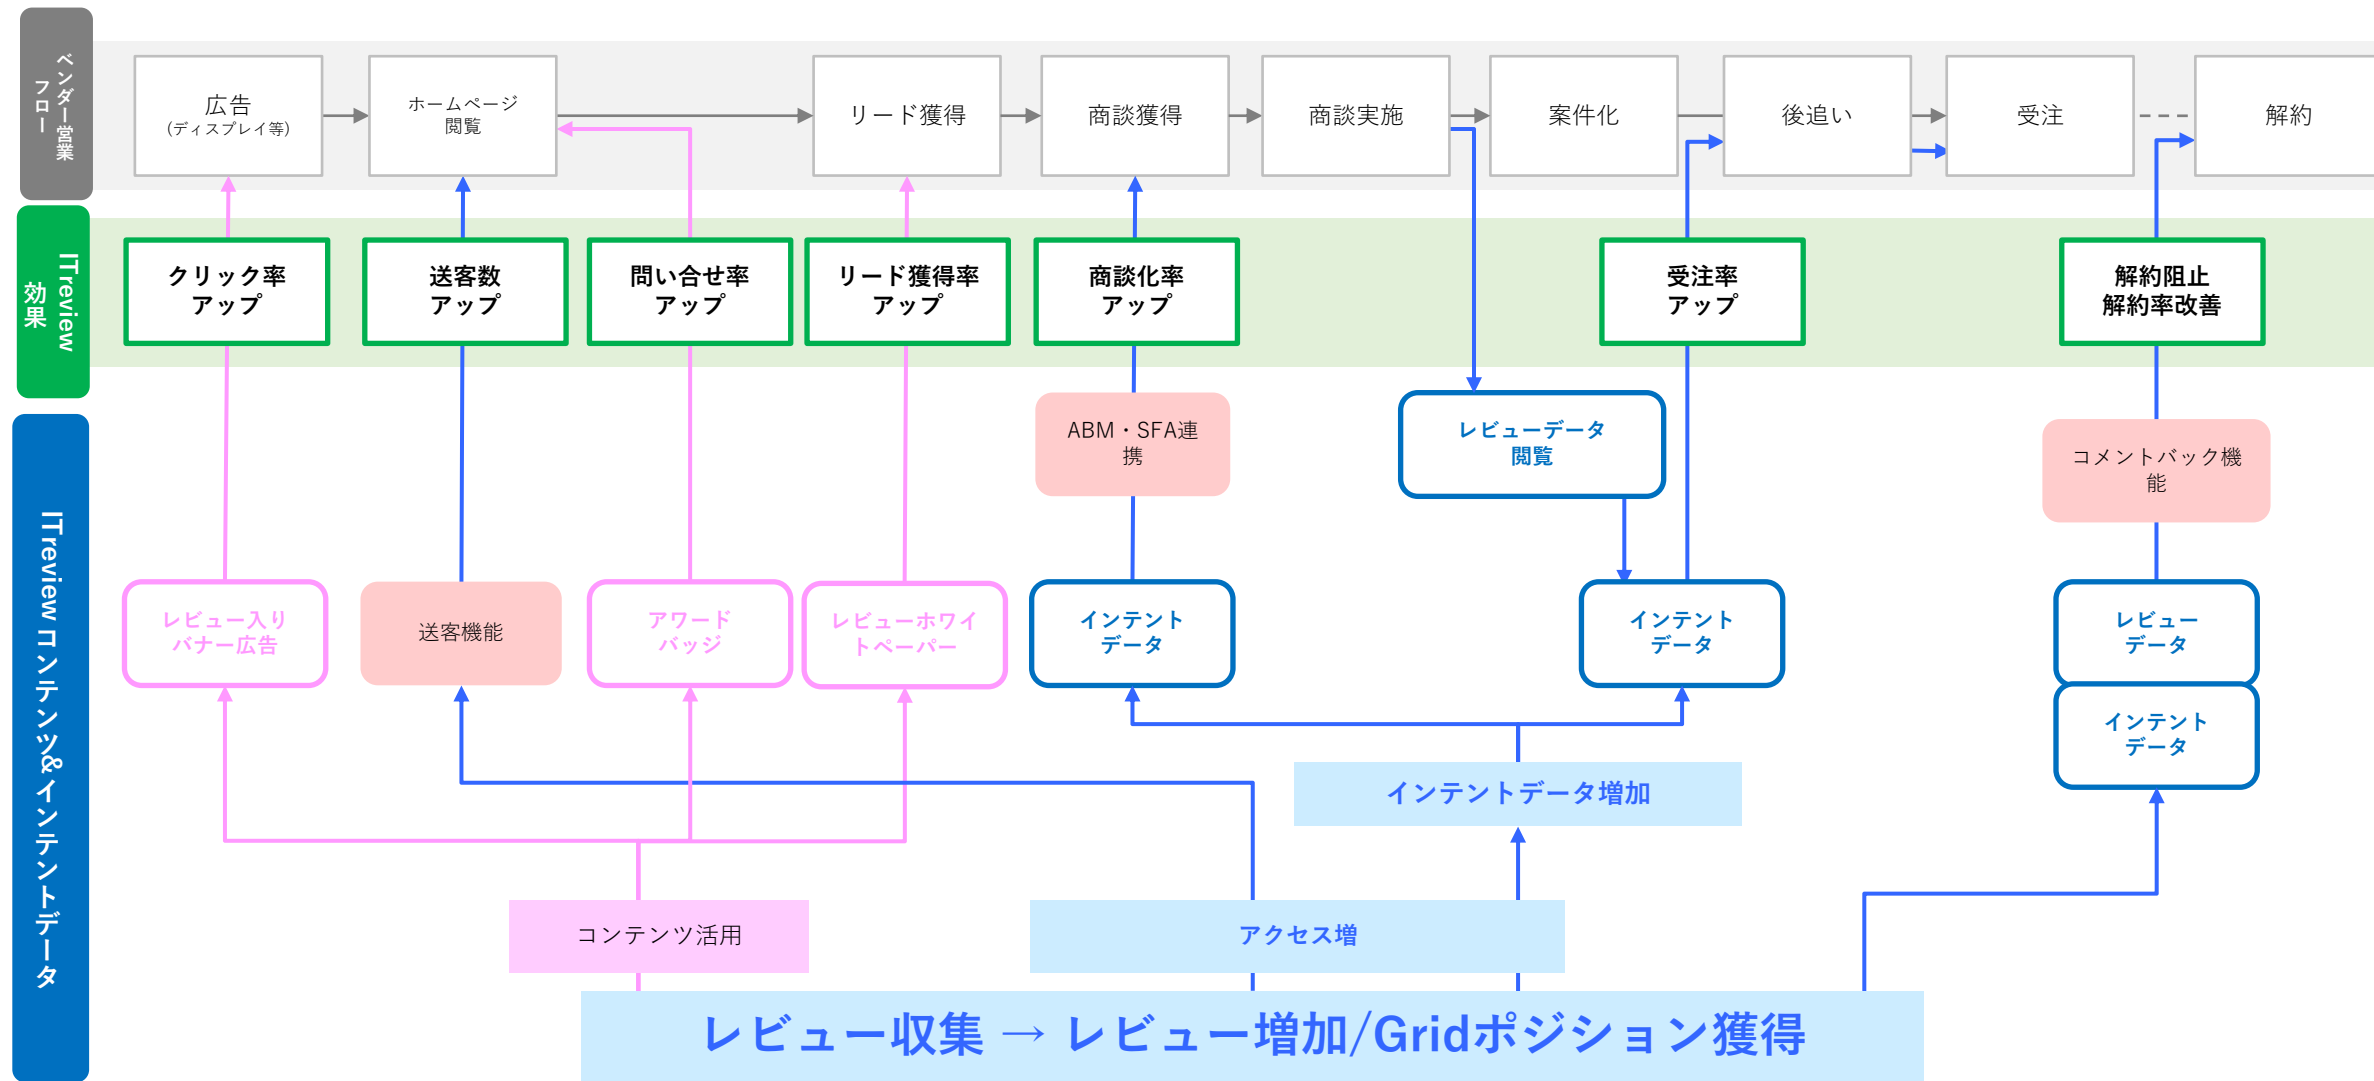 ベンダー営業
フロー
広告
(ディスプレイ等)
ホームページ
閲覧
リード獲得
商談獲得
商談実施
案件化
後追い
受注
解約
ITreview
効果
クリック率
アップ
送客数
アップ
問い合せ率
アップ
リード獲得率
アップ
商談化率
アップ
受注率
アップ
解約阻止
解約率改善
ITreview コンテンツ&インテントデータ
ABM・SFA連
携
レビューデータ
閲覧
コメントバック機
能
レビュー入り
バナー広告
送客機能
アワード
バッジ
レビューホワイ
トペーパー
インテント
データ
インテント
データ
レビュー
データ
インテント
データ
インテントデータ増加
コンテンツ活用
アクセス増
レビュー収集 → レビュー増加/Gridポジション獲得